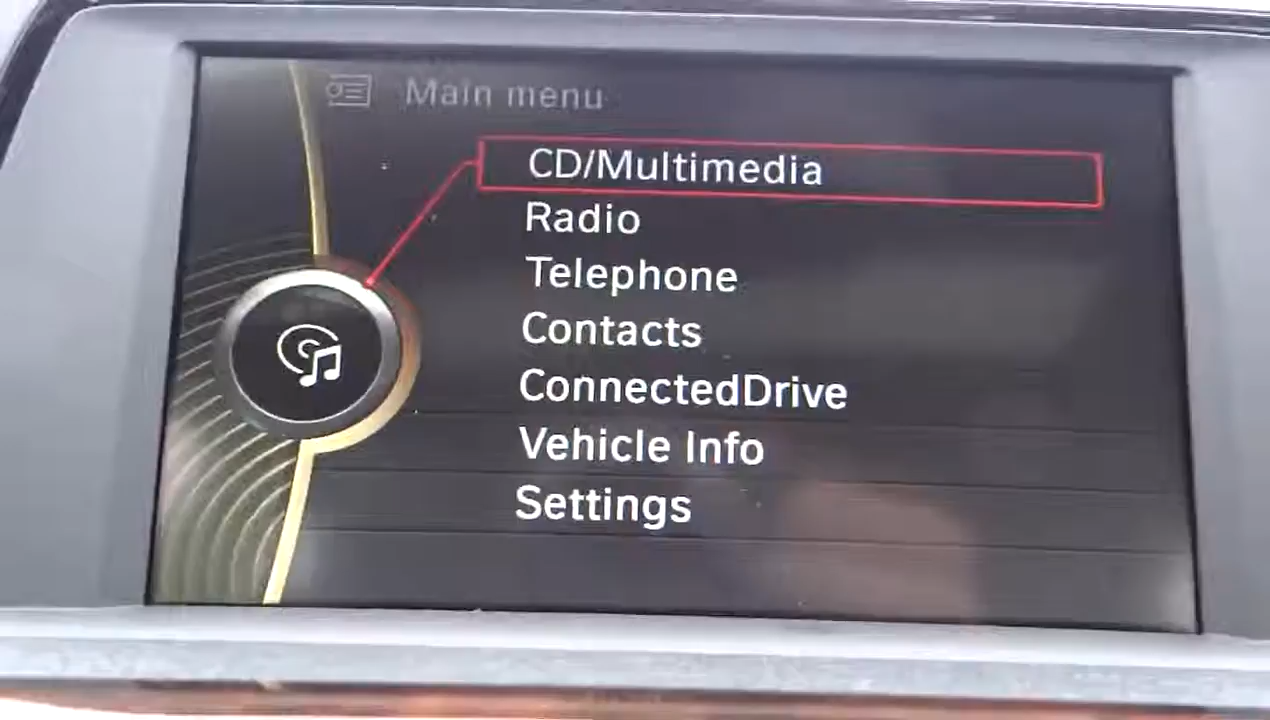 Main menu
CD/Multimedia
Radio
Telephone
Contacts
ConnectedDrive
Vehicle Info
Settings